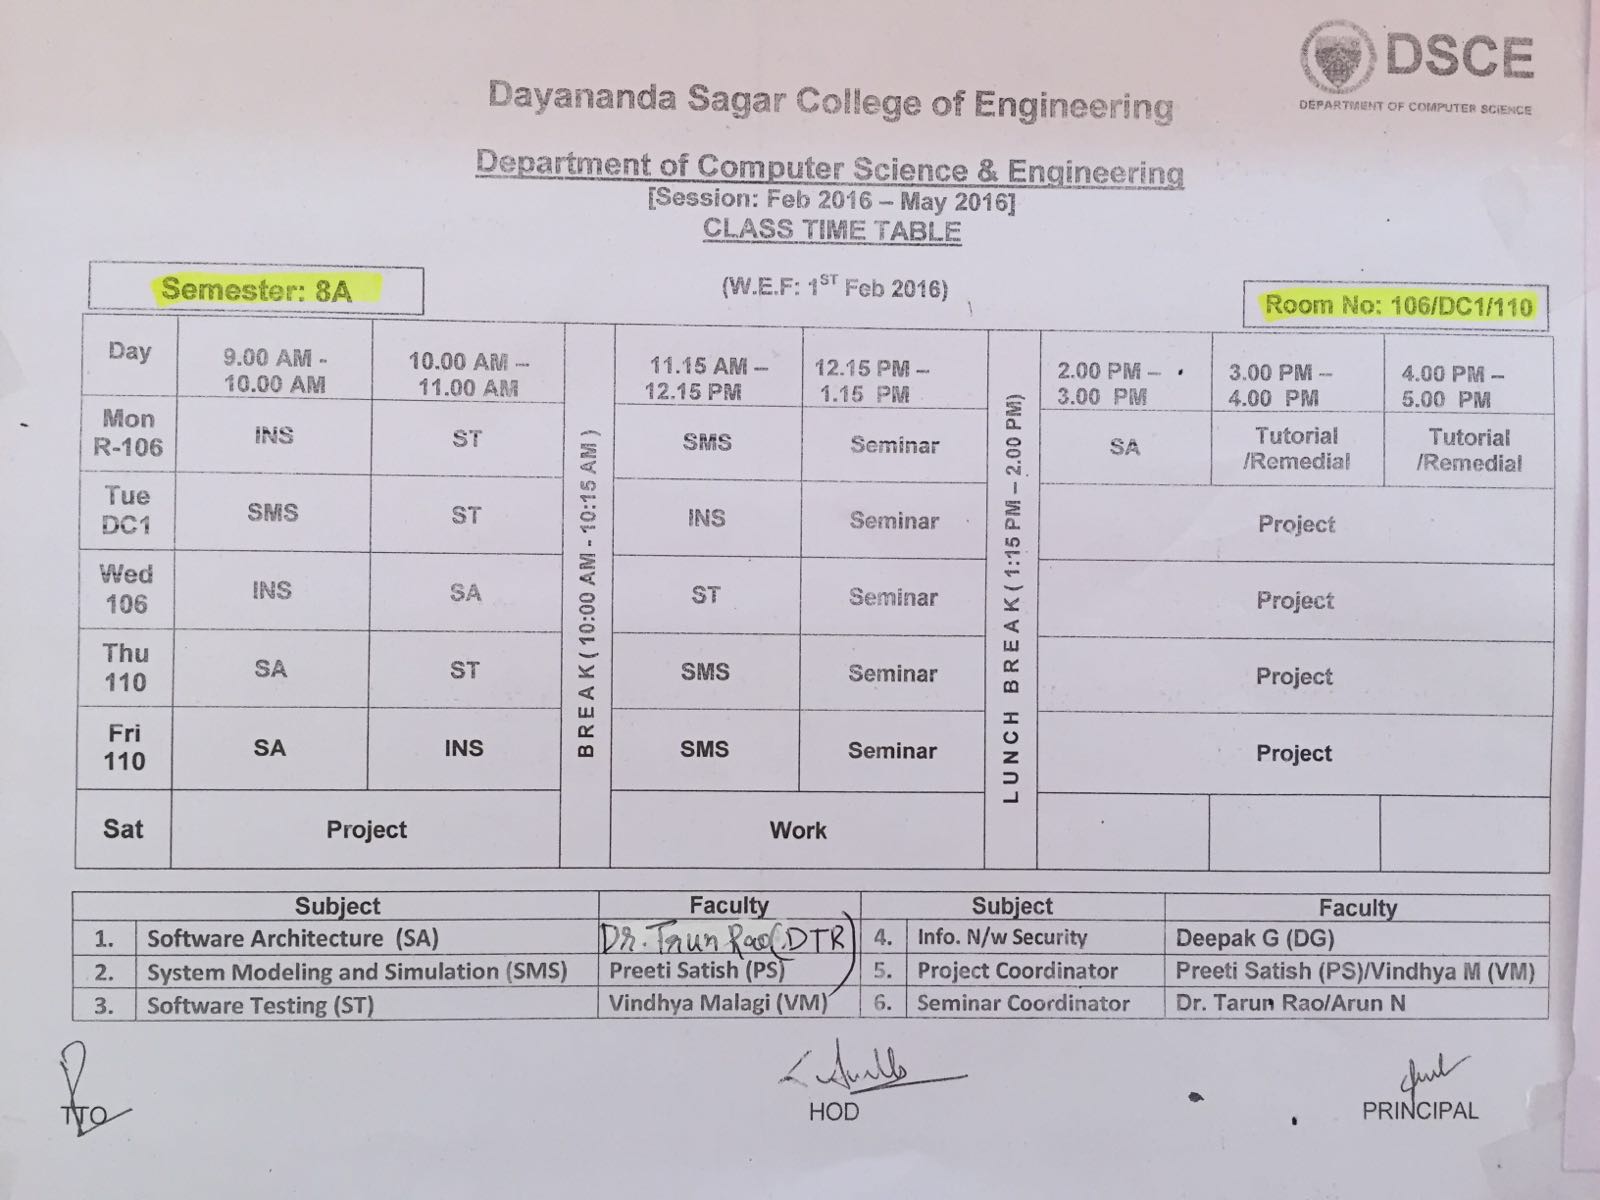 DSCE
DEPARTMENT OF COMPUTER SCIENCE
Dayananda Sagar College of Engineering
Department of Computer Science & Engineering
[Session: Feb 2016 – May 2016]
CLASS TIME TABLE
Semester: 8A
(W.E.F: 1ST Feb 2016)
Room No: 106/DC1/110
Day
9.00 AM -
10.00 AM
10.00 AM –
11.00 AM
BREAK ( 10:00 AM - 10:15 AM )
11.15 AM –
12.15 PM
12.15 PM –
1.15 PM
LUNCH BREAK ( 1:15 PM – 2.00 PM)
2.00 PM –
3.00 PM
3.00 PM –
4.00 PM
4.00 PM –
5.00 PM
Mon
R-106
INS
ST
SMS
Seminar
SA
Tutorial
/Remedial
Tutorial
/Remedial
Tue
DC1
SMS
ST
INS
Seminar
Project
Wed
106
INS
SA
ST
Seminar
Project
Thu
110
SA
ST
SMS
Seminar
Project
Fri
110
SA
INS
SMS
Seminar
Project
Sat
Project
Work
Subject Faculty Subject Faculty
1. Software Architecture (SA) Dr. Tarun Rao(DTR) 4. Info. N/w Security Deepak G (DG)
2. System Modeling and Simulation (SMS) Preeti Satish (PS) 5. Project Coordinator Preeti Satish (PS)/Vindhya M (VM)
3. Software Testing (ST) Vindhya Malagi (VM) 6. Seminar Coordinator Dr. Tarun Rao/Arun N
TTO
HOD
PRINCIPAL